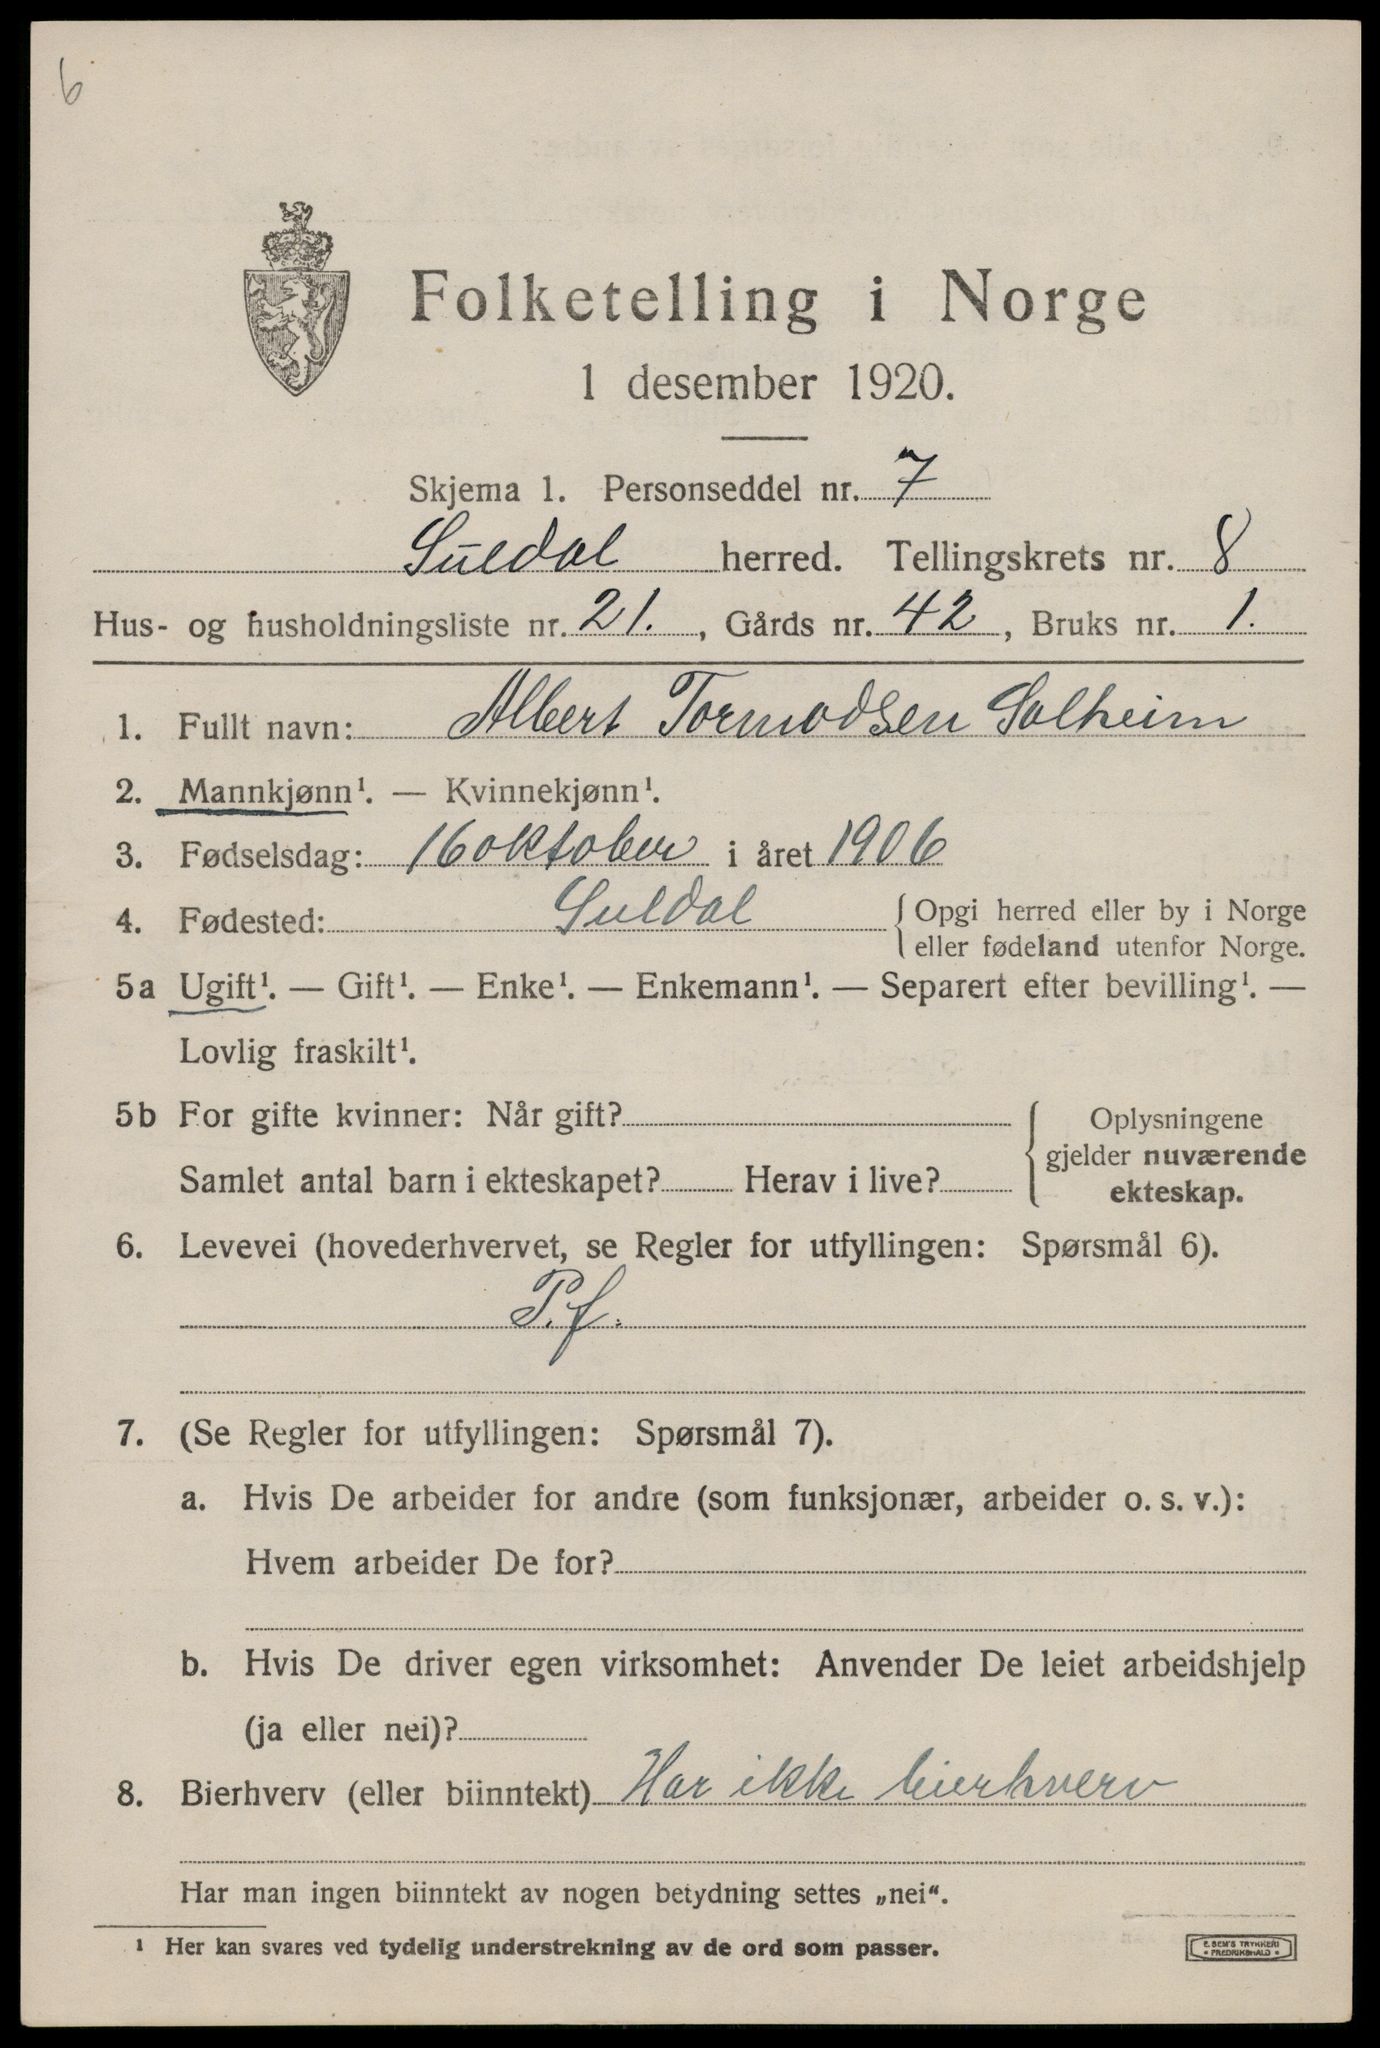 6
Folketelling i Norge
1 desember 1920.
Skjema 1. Personseddel nr. 7
Suldal herred. Tellingskrets nr. 8
Hus- og husholdningsliste nr. 21., Gårds nr. 42, Bruks nr. 1.
1. Fullt navn: Albert Tormodsen Solheim
2. Mannkjønn¹. — Kvinnekjønn¹.
3. Fødselsdag: 16 oktober i året 1906
4. Fødested: Suldal { Opgi herred eller by i Norge
eller fødeland utenfor Norge.
5a Ugift¹. — Gift¹. — Enke¹. — Enkemann¹. — Separert efter bevilling¹. —
Lovlig fraskilt¹.
5b For gifte kvinner: Når gift? { Oplysningene
gjelder nuværende
Samlet antal barn i ekteskapet? Herav i live?
ekteskap.
6. Levevei (hovederhvervet, se Regler for utfyllingen: Spørsmål 6).
P.f.
7. (Se Regler for utfyllingen: Spørsmål 7).
a. Hvis De arbeider for andre (som funksjonær, arbeider o. s. v.):
Hvem arbeider De for?
b. Hvis De driver egen virksomhet: Anvender De leiet arbeidshjelp
(ja eller nei)?
8. Bierhverv (eller biinntekt) Har ikke bierhverv
Har man ingen biinntekt av nogen betydning settes „nei“.
¹ Her kan svares ved tydelig understrekning av de ord som passer.
E. SEM'S TRYKKERI
• FREDRIKSHALD •